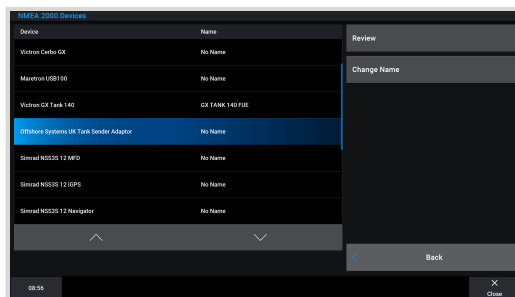 NMEA 2000 Devices
Device Name
Victron Cerbo GX No Name
Maretron USB100 No Name
Victron GX Tank 140 GX TANK 140 FUE
Offshore Systems UK Tank Sender Adaptor No Name
Simrad NSS3S 12 MFD No Name
Simrad NSS3S 12 iGPS No Name
Simrad NSS3S 12 Navigator No Name
Review
Change Name
Back
08:56
Close